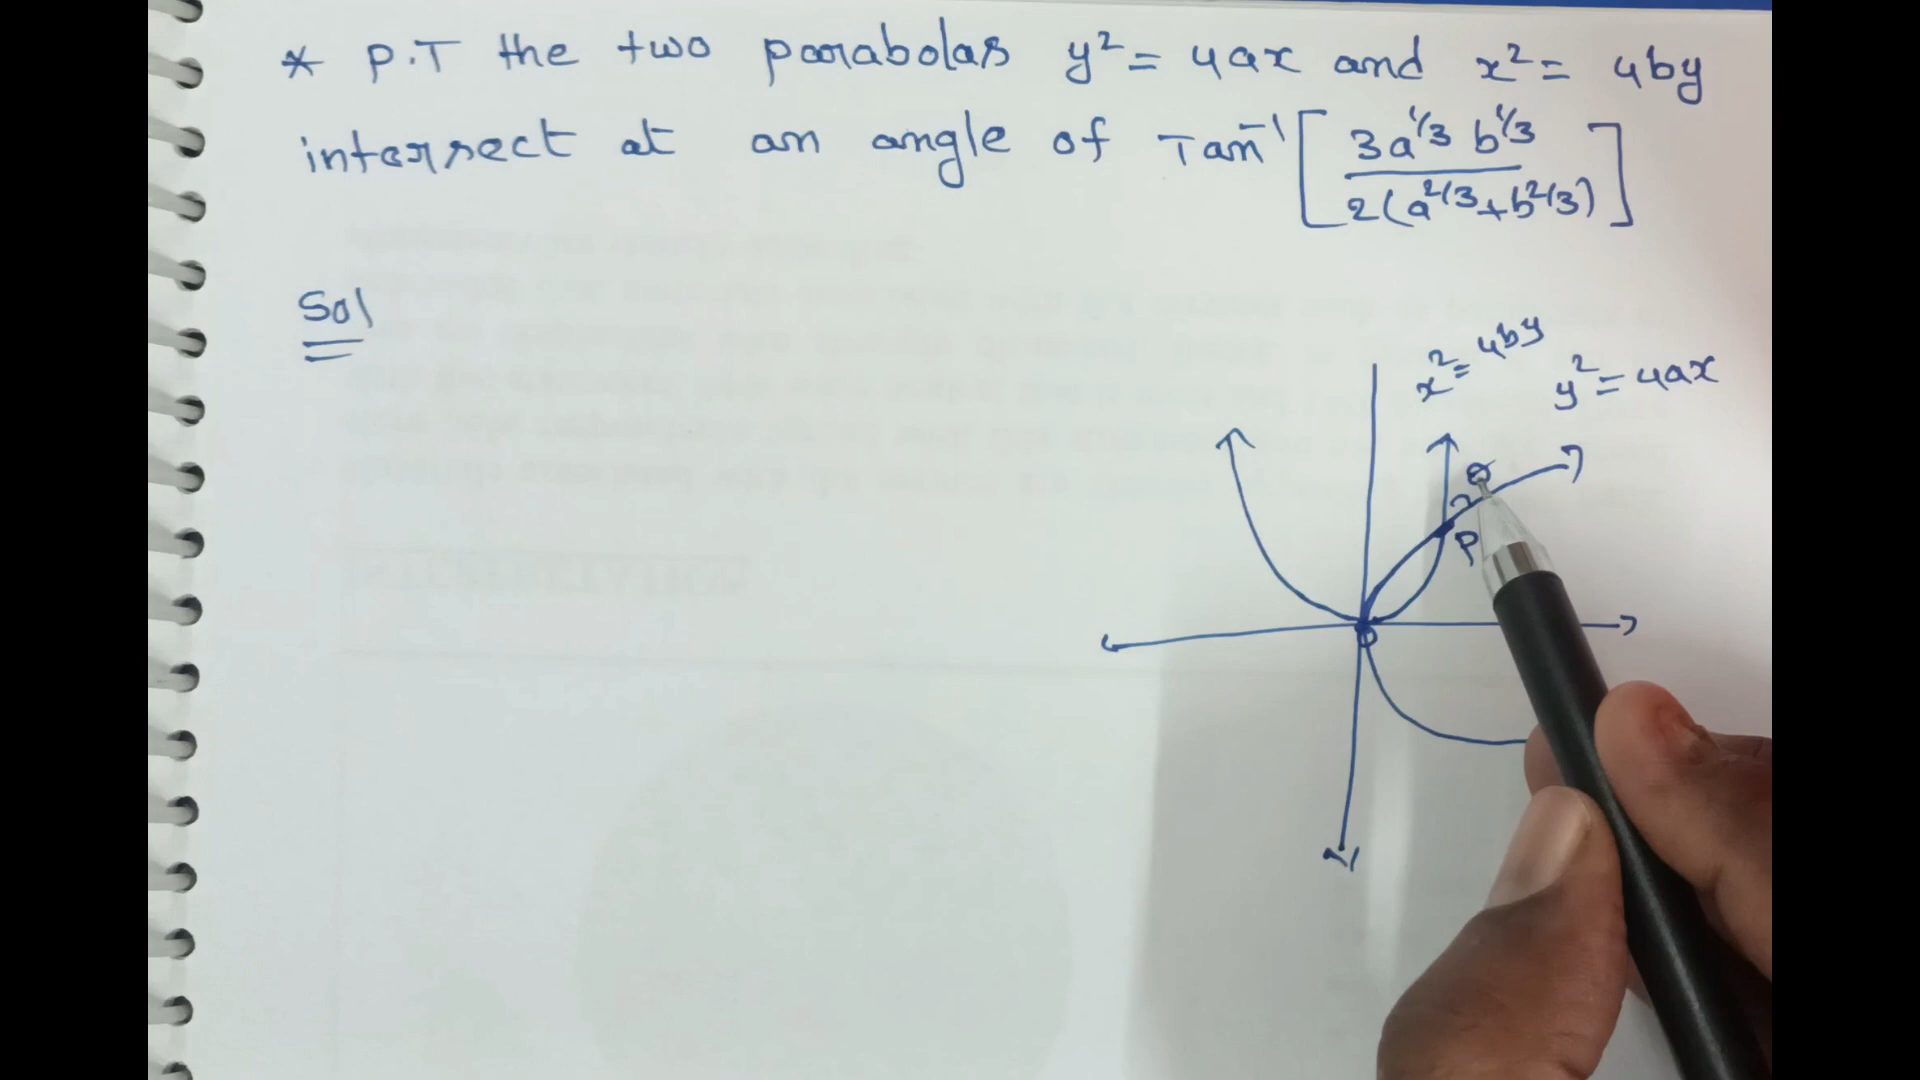 * P.T the two parabolas y² = 4ax and x² = 4by
intersect at an angle of Tan⁻¹ [ 3a^1/3 b^1/3 / 2(a^2/3 + b^2/3) ]
Sol
x² = 4by
y² = 4ax
θ
P
O